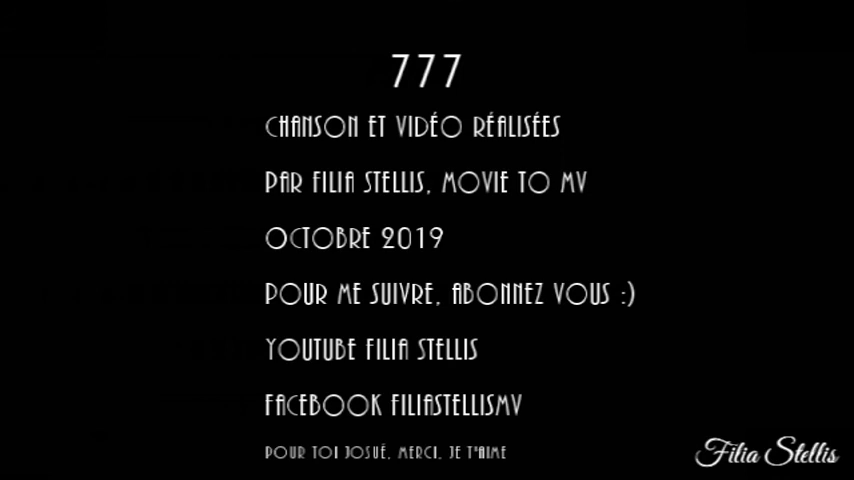 777
CHANSON ET VIDÉO RÉALISÉES
PAR FILIA STELLIS, MOVIE TO MV
OCTOBRE 2019
POUR ME SUIVRE, ABONNEZ VOUS :)
YOUTUBE FILIA STELLIS
FACEBOOK FILIASTELLISMV
POUR TOI JOSUÉ, MERCI, JE T'AIME
Filia Stellis